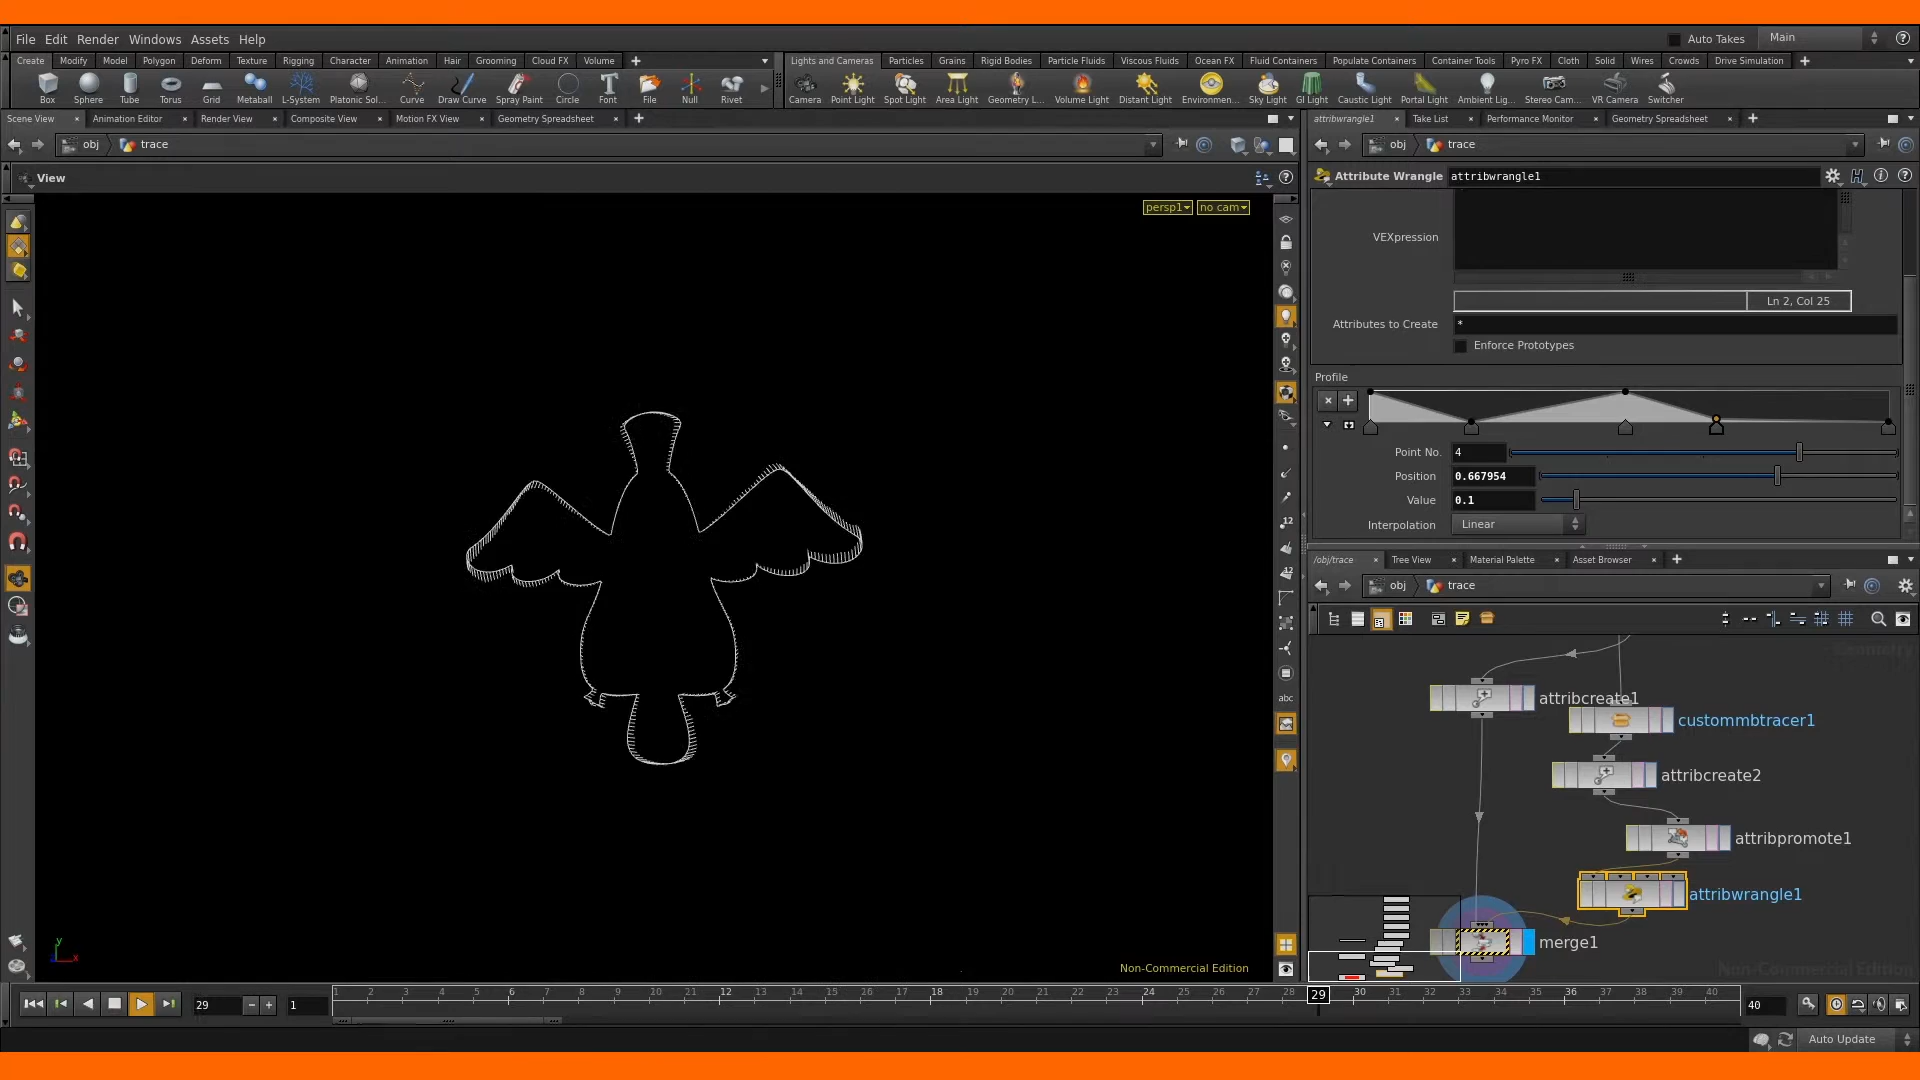 File Edit Render Windows Assets Help
Auto Takes Main
Create Modify Model Polygon Deform Texture Rigging Character Animation Hair Grooming Cloud FX Volume
Lights and Cameras Particles Grains Rigid Bodies Particle Fluids Viscous Fluids Ocean FX Fluid Containers Populate Containers Container Tools Pyro FX Cloth Solid Wires Crowds Drive Simulation
Box Sphere Tube Torus Grid Metaball L-System Platonic Sol... Curve Draw Curve Spray Paint Circle Font File Null Rivet
Camera Point Light Spot Light Area Light Geometry L... Volume Light Distant Light Environmen... Sky Light GI Light Caustic Light Portal Light Ambient Lig... Stereo Cam... VR Camera Switcher
Scene View Animation Editor Render View Composite View Motion FX View Geometry Spreadsheet
attribwrangle1 Take List Performance Monitor Geometry Spreadsheet
obj trace
obj trace
View
Attribute Wrangle attribwrangle1
persp1 no cam
VEXpression
Ln 2, Col 25
Attributes to Create *
Enforce Prototypes
Profile
Point No. 4
Position 0.667954
Value 0.1
Interpolation Linear
/obj/trace Tree View Material Palette Asset Browser
obj trace
12
12
abc
attribcreate1
custommbtracer1
attribcreate2
attribpromote1
attribwrangle1
merge1
y
x
Non-Commercial Edition
Non-Commercial Edition
29 1
1 2 3 4 5 6 7 8 9 10 11 12 13 14 15 16 17 18 19 20 21 22 23 24 25 26 27 28 29 30 31 32 33 34 35 36 37 38 39 40
40
Auto Update